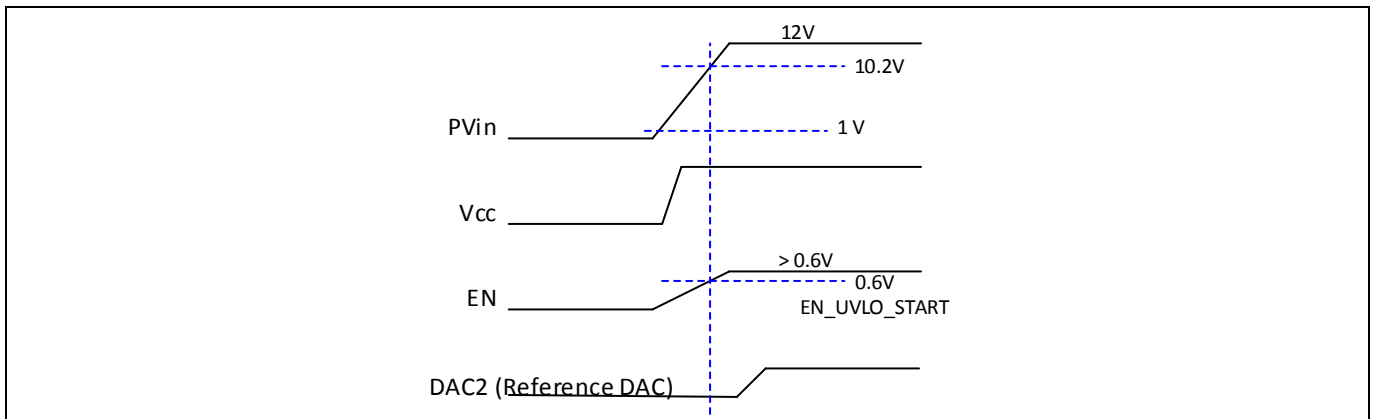 12V
10.2V
PVin
1 V
Vcc
> 0.6V
0.6V
EN
EN_UVLO_START
DAC2 (Reference DAC)